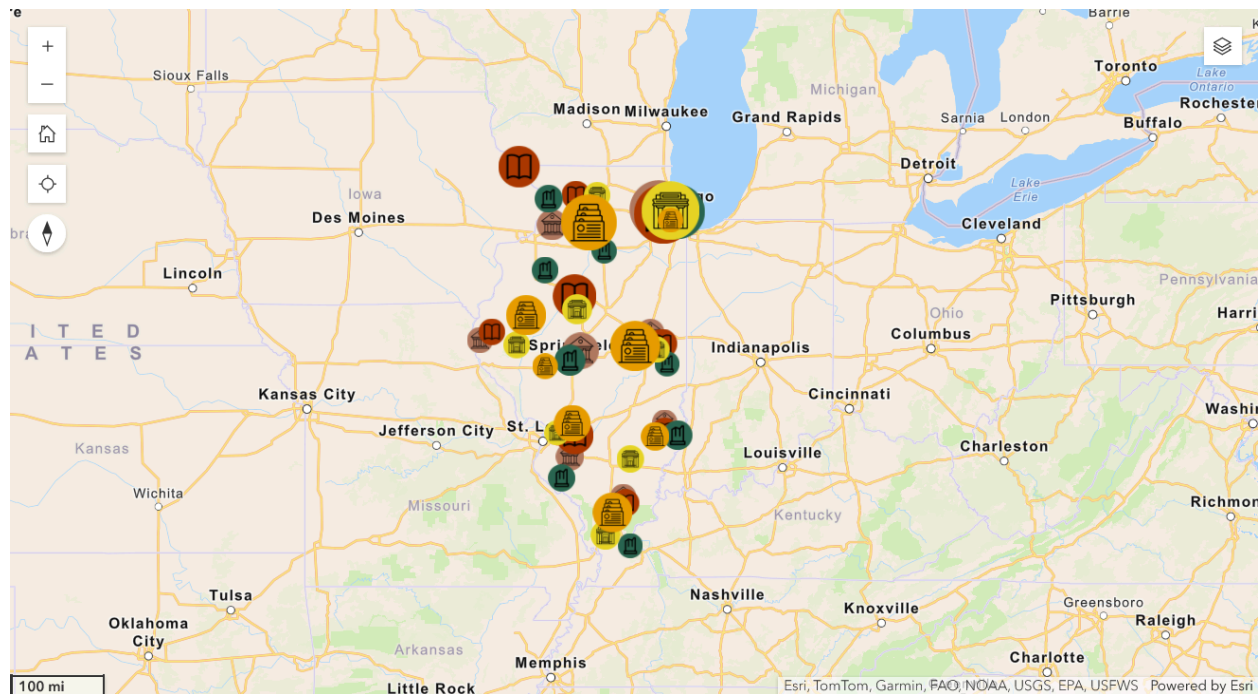 re
Barrie
+
−
Sioux Falls
Toronto
Lake
Ontario
Michigan
Madison
Milwaukee
Grand Rapids
Sarnia
London
Rochester
Buffalo
Detroit
Lake
Erie
Iowa
go
Des Moines
Cleveland
Lincoln
Pennsylvania
Pittsburgh
Harri
I T E D
A T E S
Ohio
Columbus
Indianapolis
Kansas City
Cincinnati
Washin
Jefferson City
St. L
Charleston
Kansas
Louisville
Wichita
Missouri
Richmon
Kentucky
Tulsa
Nashville
Knoxville
Greensboro
Raleigh
Oklahoma
City
Arkansas
Memphis
Charlotte
Little Rock
100 mi
Esri, TomTom, Garmin, FAO, NOAA, USGS, EPA, USFWS
Powered by Esri